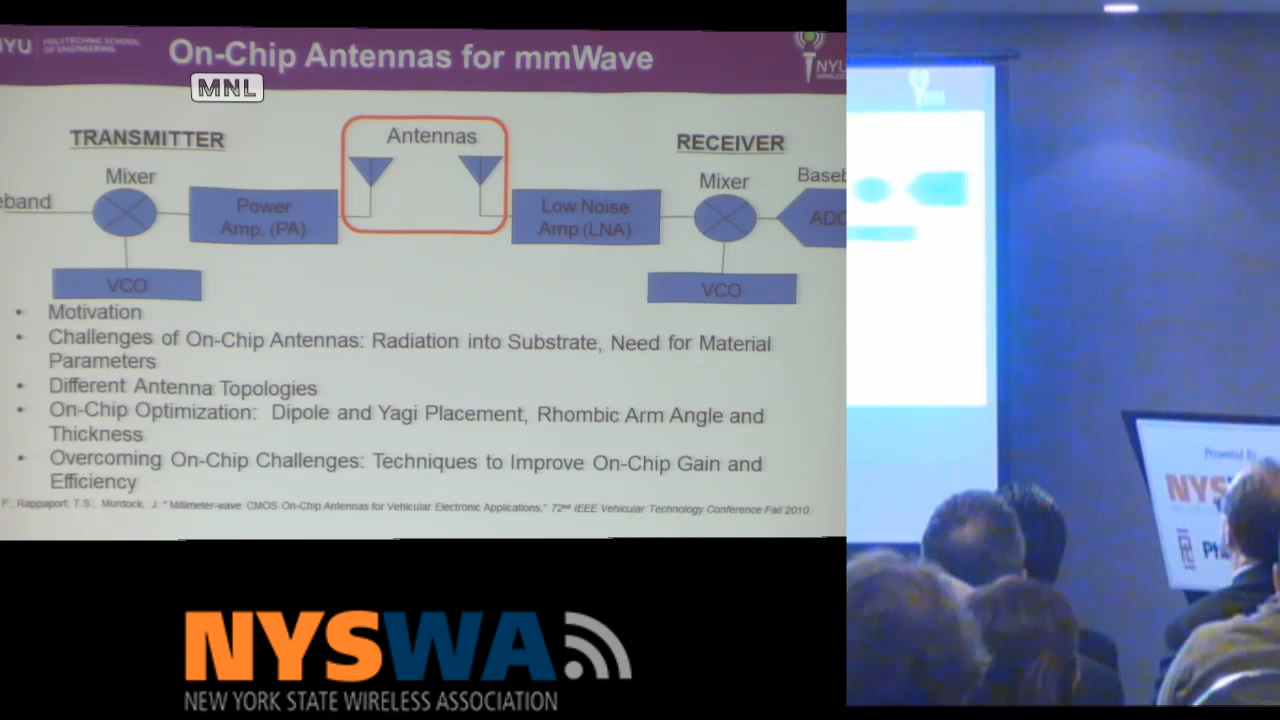 NYU POLYTECHNIC SCHOOL
OF ENGINEERING
On-Chip Antennas for mmWave
NYU
WIRELESS
MNL
TRANSMITTER
Antennas
RECEIVER
Mixer
Mixer
Baseb
eband
Power
Amp. (PA)
Low Noise
Amp (LNA)
ADC
VCO
VCO
• Motivation
• Challenges of On-Chip Antennas: Radiation into Substrate, Need for Material
Parameters
• Different Antenna Topologies
• On-Chip Optimization: Dipole and Yagi Placement, Rhombic Arm Angle and
Thickness
• Overcoming On-Chip Challenges: Techniques to Improve On-Chip Gain and
Efficiency
F., Rappaport, T.S., Murdock, J. "Millimeter-wave CMOS On-Chip Antennas for Vehicular Electronic Applications," 72nd IEEE Vehicular Technology Conference Fall 2010.
NYSWA
NEW YORK STATE WIRELESS ASSOCIATION
Presented By
NYS